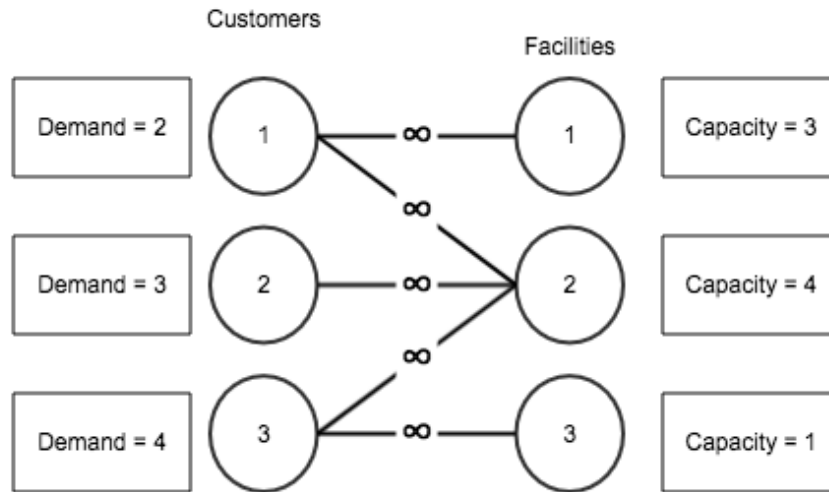 Customers
Facilities
Demand = 2
1
∞
1
Capacity = 3
∞
Demand = 3
2
∞
2
Capacity = 4
∞
Demand = 4
3
∞
3
Capacity = 1